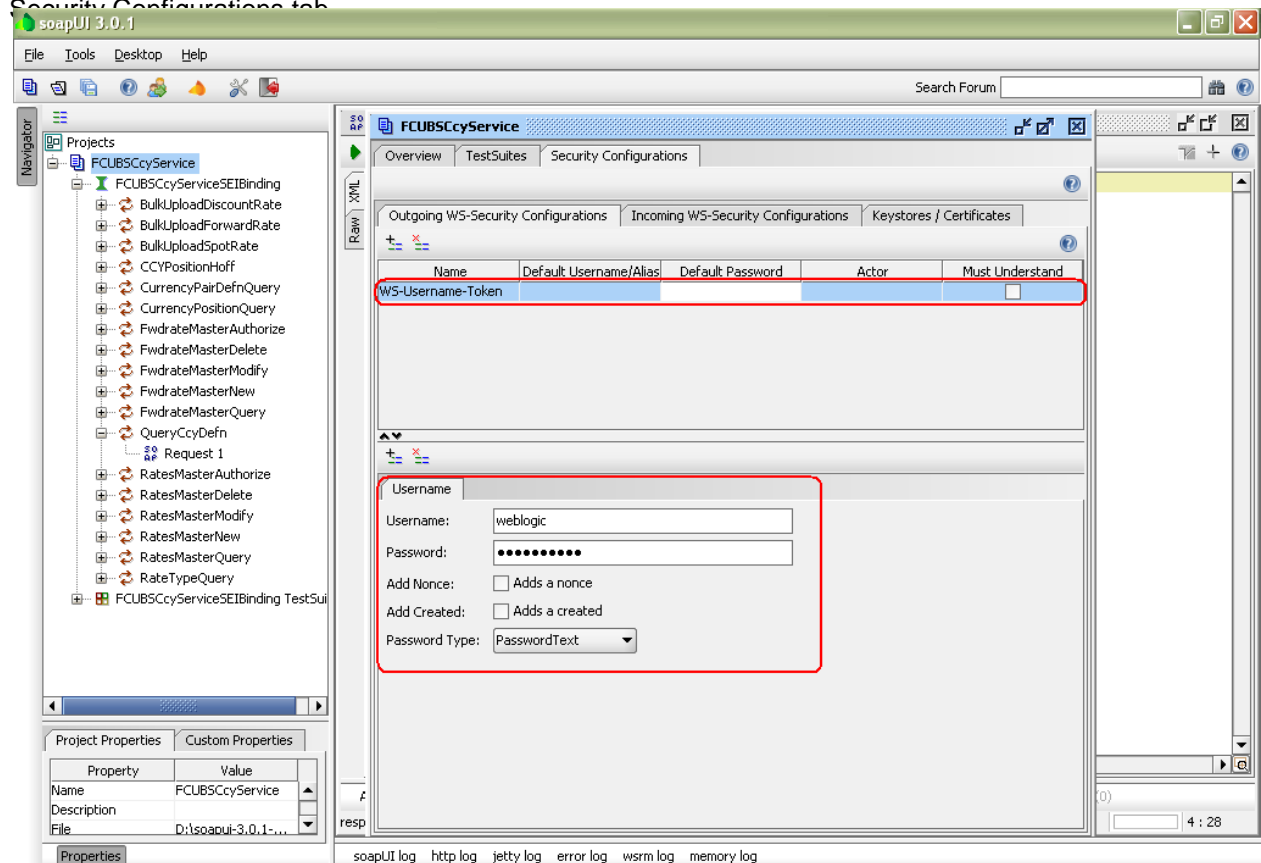 Security Configurations tab
soapUI 3.0.1
File Tools Desktop Help
Search Forum
Navigator
Projects
FCUBSCcyService
FCUBSCcyServiceSEIBinding
BulkUploadDiscountRate
BulkUploadForwardRate
BulkUploadSpotRate
CCYPositionHoff
CurrencyPairDefnQuery
CurrencyPositionQuery
FwdrateMasterAuthorize
FwdrateMasterDelete
FwdrateMasterModify
FwdrateMasterNew
FwdrateMasterQuery
QueryCcyDefn
SOAP Request 1
RatesMasterAuthorize
RatesMasterDelete
RatesMasterModify
RatesMasterNew
RatesMasterQuery
RateTypeQuery
FCUBSCcyServiceSEIBinding TestSui
Project Properties Custom Properties
Property Value
Name FCUBSCcyService
Description
File D:\soapui-3.0.1-...
Properties
SOAP
XML
Raw
FCUBSCcyService
Overview TestSuites Security Configurations
Outgoing WS-Security Configurations Incoming WS-Security Configurations Keystores / Certificates
Name Default Username/Alias Default Password Actor Must Understand
WS-Username-Token
Username
Username: weblogic
Password: ••••••••••
Add Nonce: Adds a nonce
Add Created: Adds a created
Password Type: PasswordText
(0)
resp
4 : 28
soapUI log http log jetty log error log wsrm log memory log